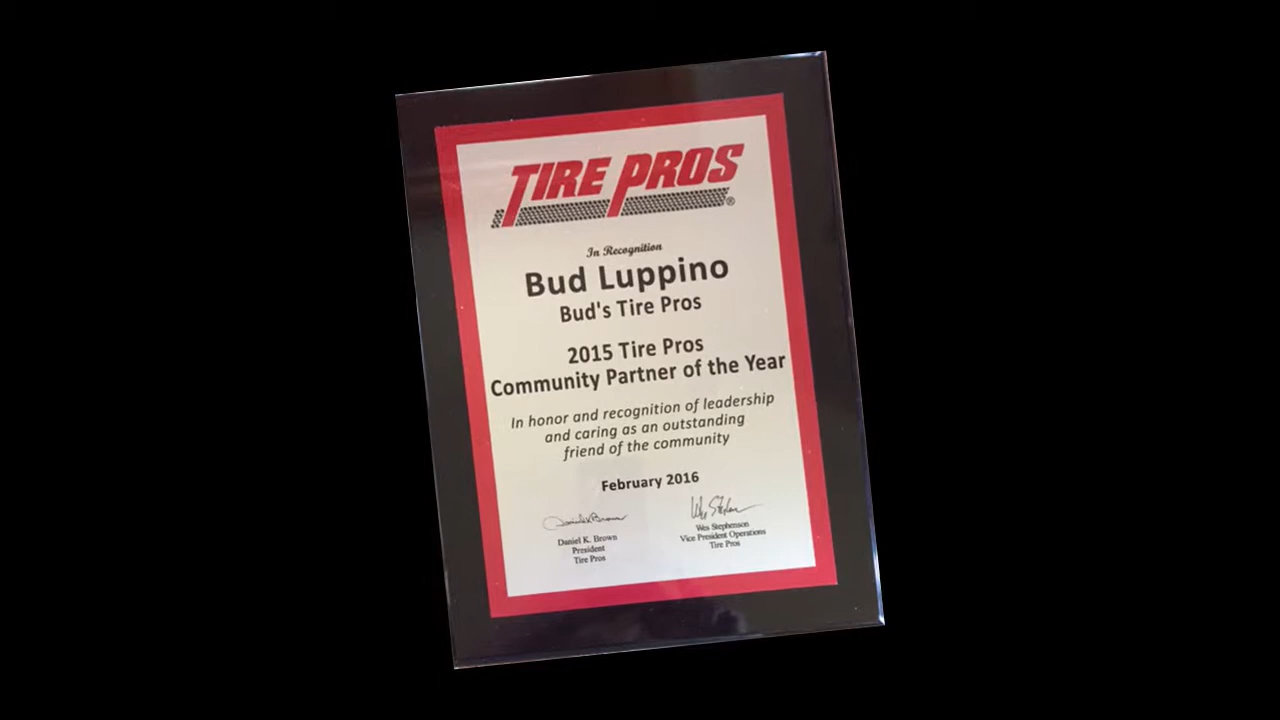 TIRE PROS®
In Recognition
Bud Luppino
Bud's Tire Pros
2015 Tire Pros
Community Partner of the Year
In honor and recognition of leadership
and caring as an outstanding
friend of the community
February 2016
Daniel K. Brown
President
Tire Pros
Wes Stephenson
Vice President Operations
Tire Pros